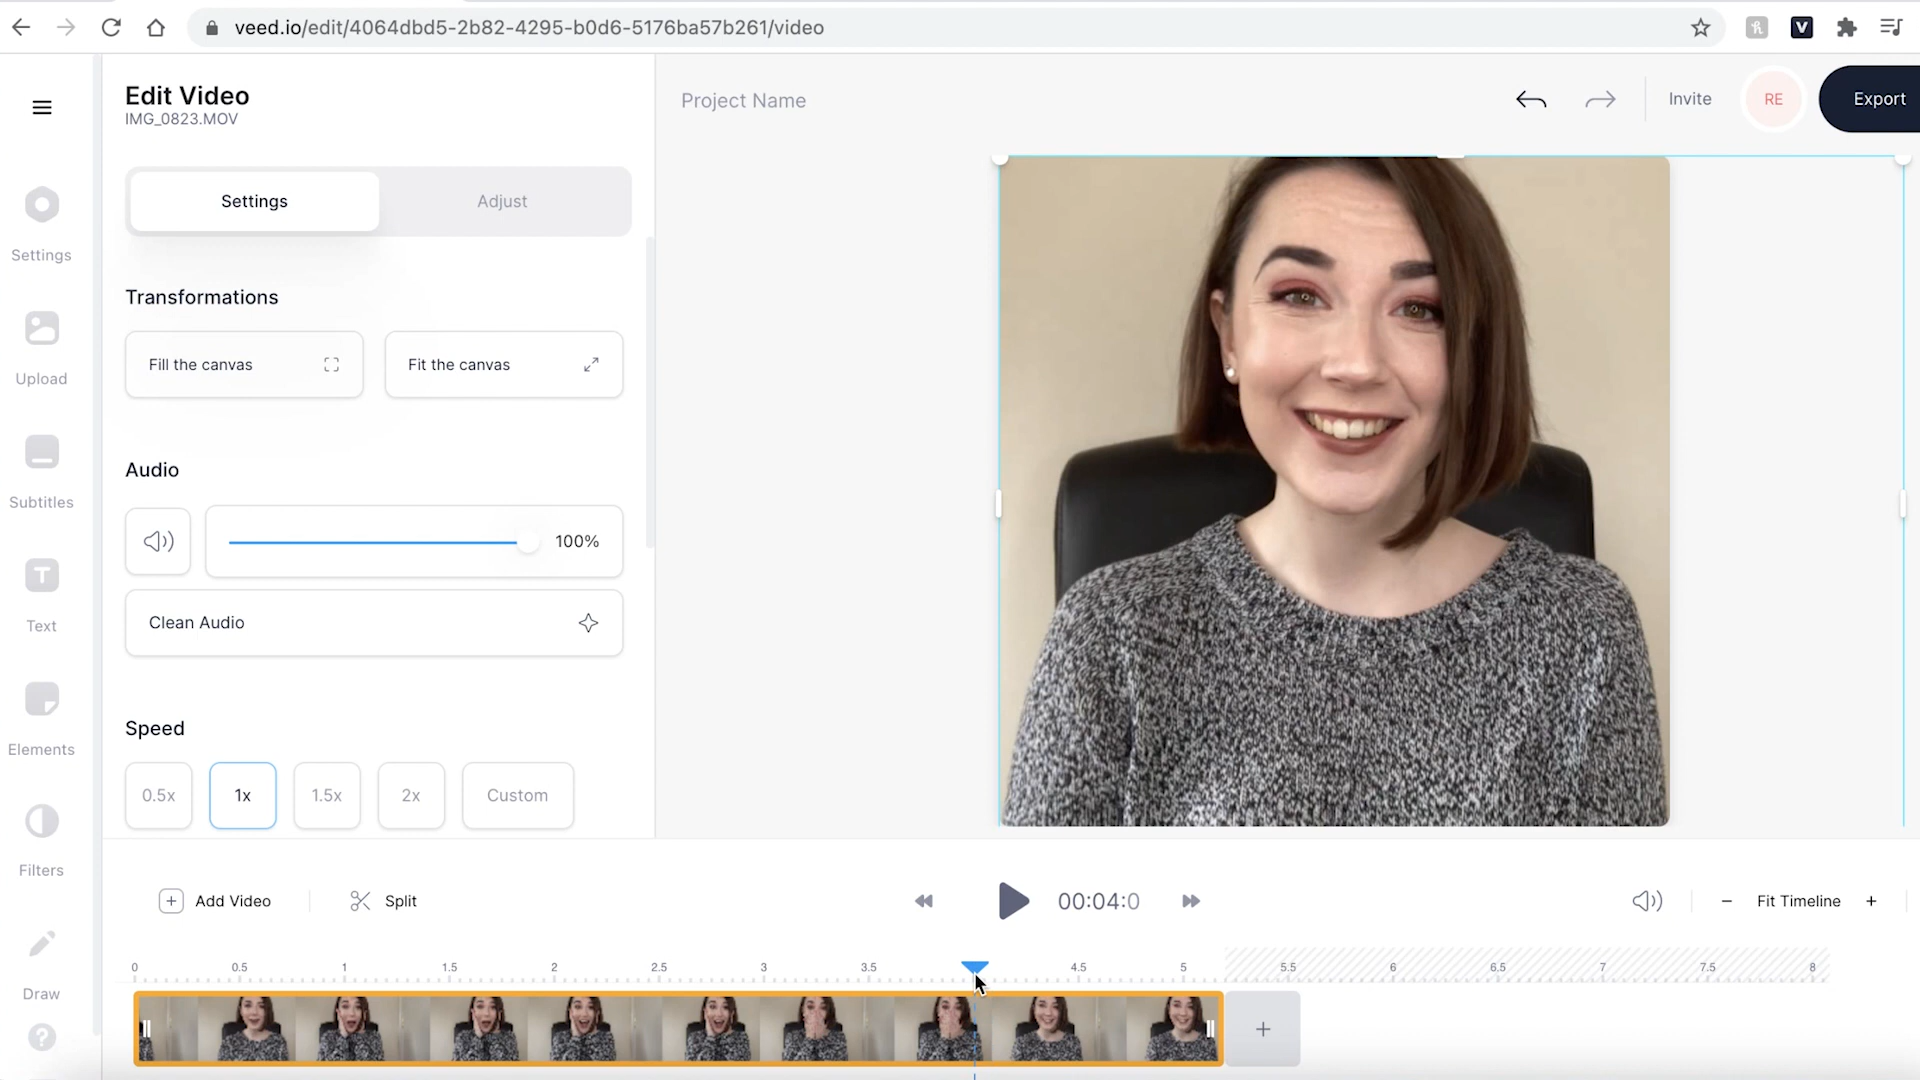 veed.io/edit/4064dbd5-2b82-4295-b0d6-5176ba57b261/video
Edit Video
IMG_0823.MOV
Project Name
Invite
RE
Export
Settings
Adjust
Settings
Upload
Subtitles
Text
Elements
Filters
Draw
Transformations
Fill the canvas
Fit the canvas
Audio
100%
Clean Audio
Speed
0.5x
1x
1.5x
2x
Custom
Add Video
Split
00:04:0
Fit Timeline
0 0.5 1 1.5 2 2.5 3 3.5 4.5 5 5.5 6 6.5 7 7.5 8